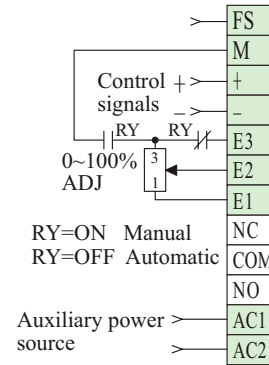 FS
M
Control + +
signals
− −
RY RY E3
0~100% 3 E2
ADJ 1 E1
RY=ON Manual NC
RY=OFF Automatic COM
NO
Auxiliary power AC1
source AC2